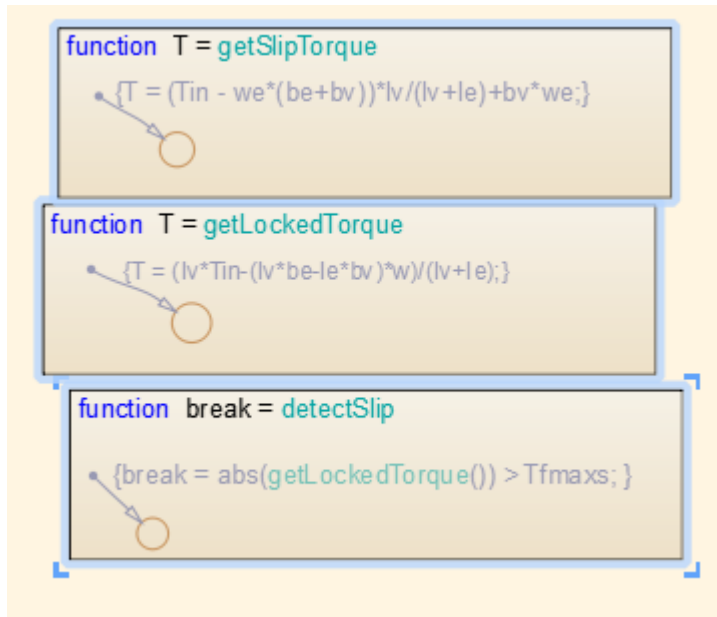 function T = getSlipTorque
{T = (Tin - we*(be+bv))*Iv/(Iv+Ie)+bv*we;}
function T = getLockedTorque
{T = (Iv*Tin-(Iv*be-Ie*bv)*w)/(Iv+Ie);}
function break = detectSlip
{break = abs(getLockedTorque()) > Tfmaxs; }